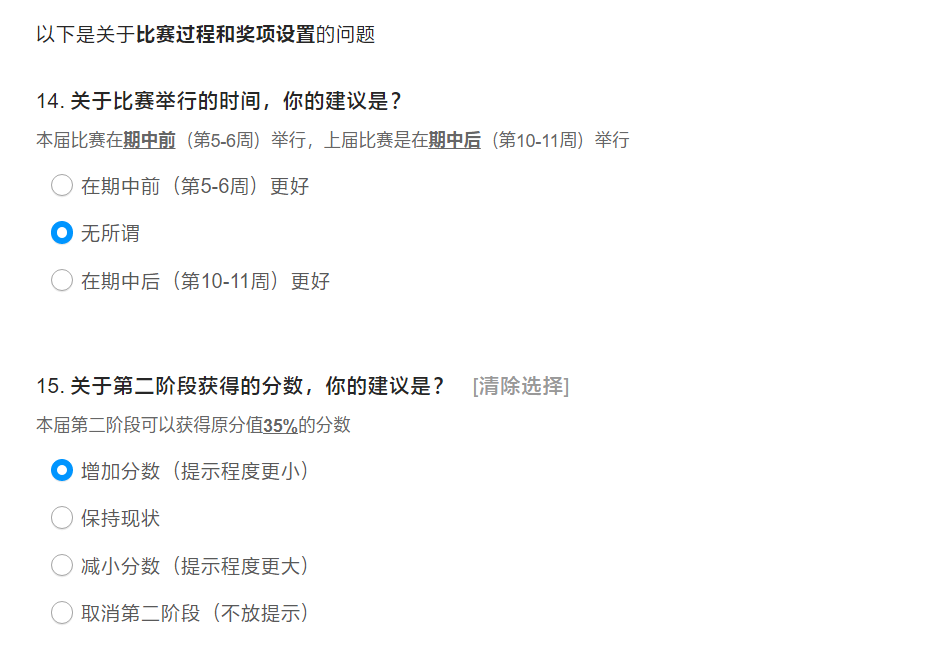 以下是关于比赛过程和奖项设置的问题
14. 关于比赛举行的时间，你的建议是？
本届比赛在期中前（第5-6周）举行，上届比赛是在期中后（第10-11周）举行
在期中前（第5-6周）更好
无所谓
在期中后（第10-11周）更好
15. 关于第二阶段获得的分数，你的建议是？ [清除选择]
本届第二阶段可以获得原分值35%的分数
增加分数（提示程度更小）
保持现状
减小分数（提示程度更大）
取消第二阶段（不放提示）